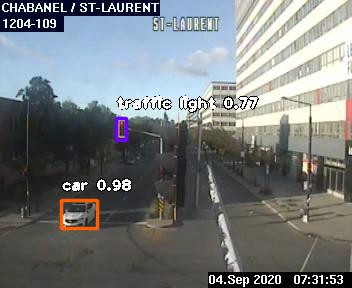 CHABANEL / ST-LAURENT
1204-109
ST-LAURENT
traffic light 0.77
car 0.98
04.Sep 2020 07:31:53